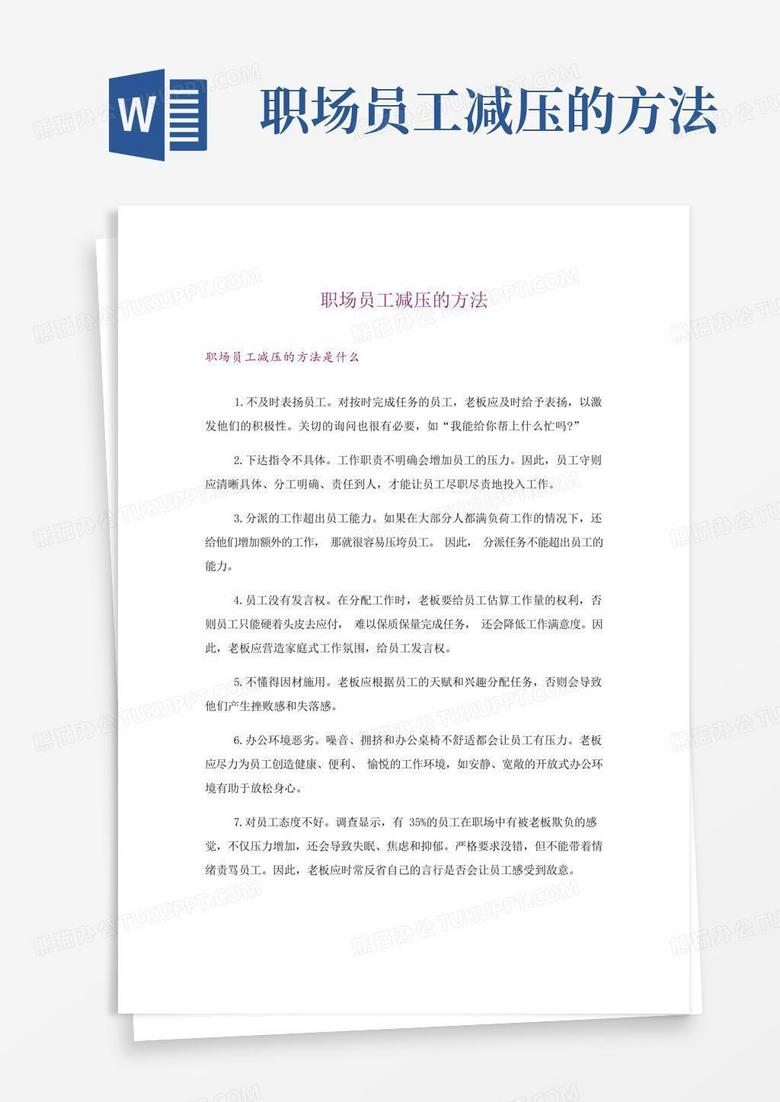 W
职场员工减压的方法
职场员工减压的方法
职场员工减压的方法是什么
1.不及时表扬员工。对按时完成任务的员工，老板应及时给予表扬，以激
发他们的积极性。关切的询问也很有必要，如“我能给你帮上什么忙吗?”
2.下达指令不具体。工作职责不明确会增加员工的压力。因此，员工守则
应清晰具体、分工明确、责任到人，才能让员工尽职尽责地投入工作。
3.分派的工作超出员工能力。如果在大部分人都满负荷工作的情况下，还
给他们增加额外的工作， 那就很容易压垮员工。 因此， 分派任务不能超出员工的
能力。
4.员工没有发言权。在分配工作时，老板要给员工估算工作量的权利，否
则员工只能硬着头皮去应付， 难以保质保量完成任务， 还会降低工作满意度。因
此，老板应营造家庭式工作氛围，给员工发言权。
5.不懂得因材施用。老板应根据员工的天赋和兴趣分配任务，否则会导致
他们产生挫败感和失落感。
6.办公环境恶劣。噪音、拥挤和办公桌椅不舒适都会让员工有压力。老板
应尽力为员工创造健康、便利、 愉悦的工作环境，如安静、宽敞的开放式办公环
境有助于放松身心。
7.对员工态度不好。调查显示，有 35%的员工在职场中有被老板欺负的感
觉，不仅压力增加，还会导致失眠、焦虑和抑郁。严格要求没错，但不能带着情
绪责骂员工。因此，老板应时常反省自己的言行是否会让员工感受到敌意。
熊猫办公 TUKUPPT.COM